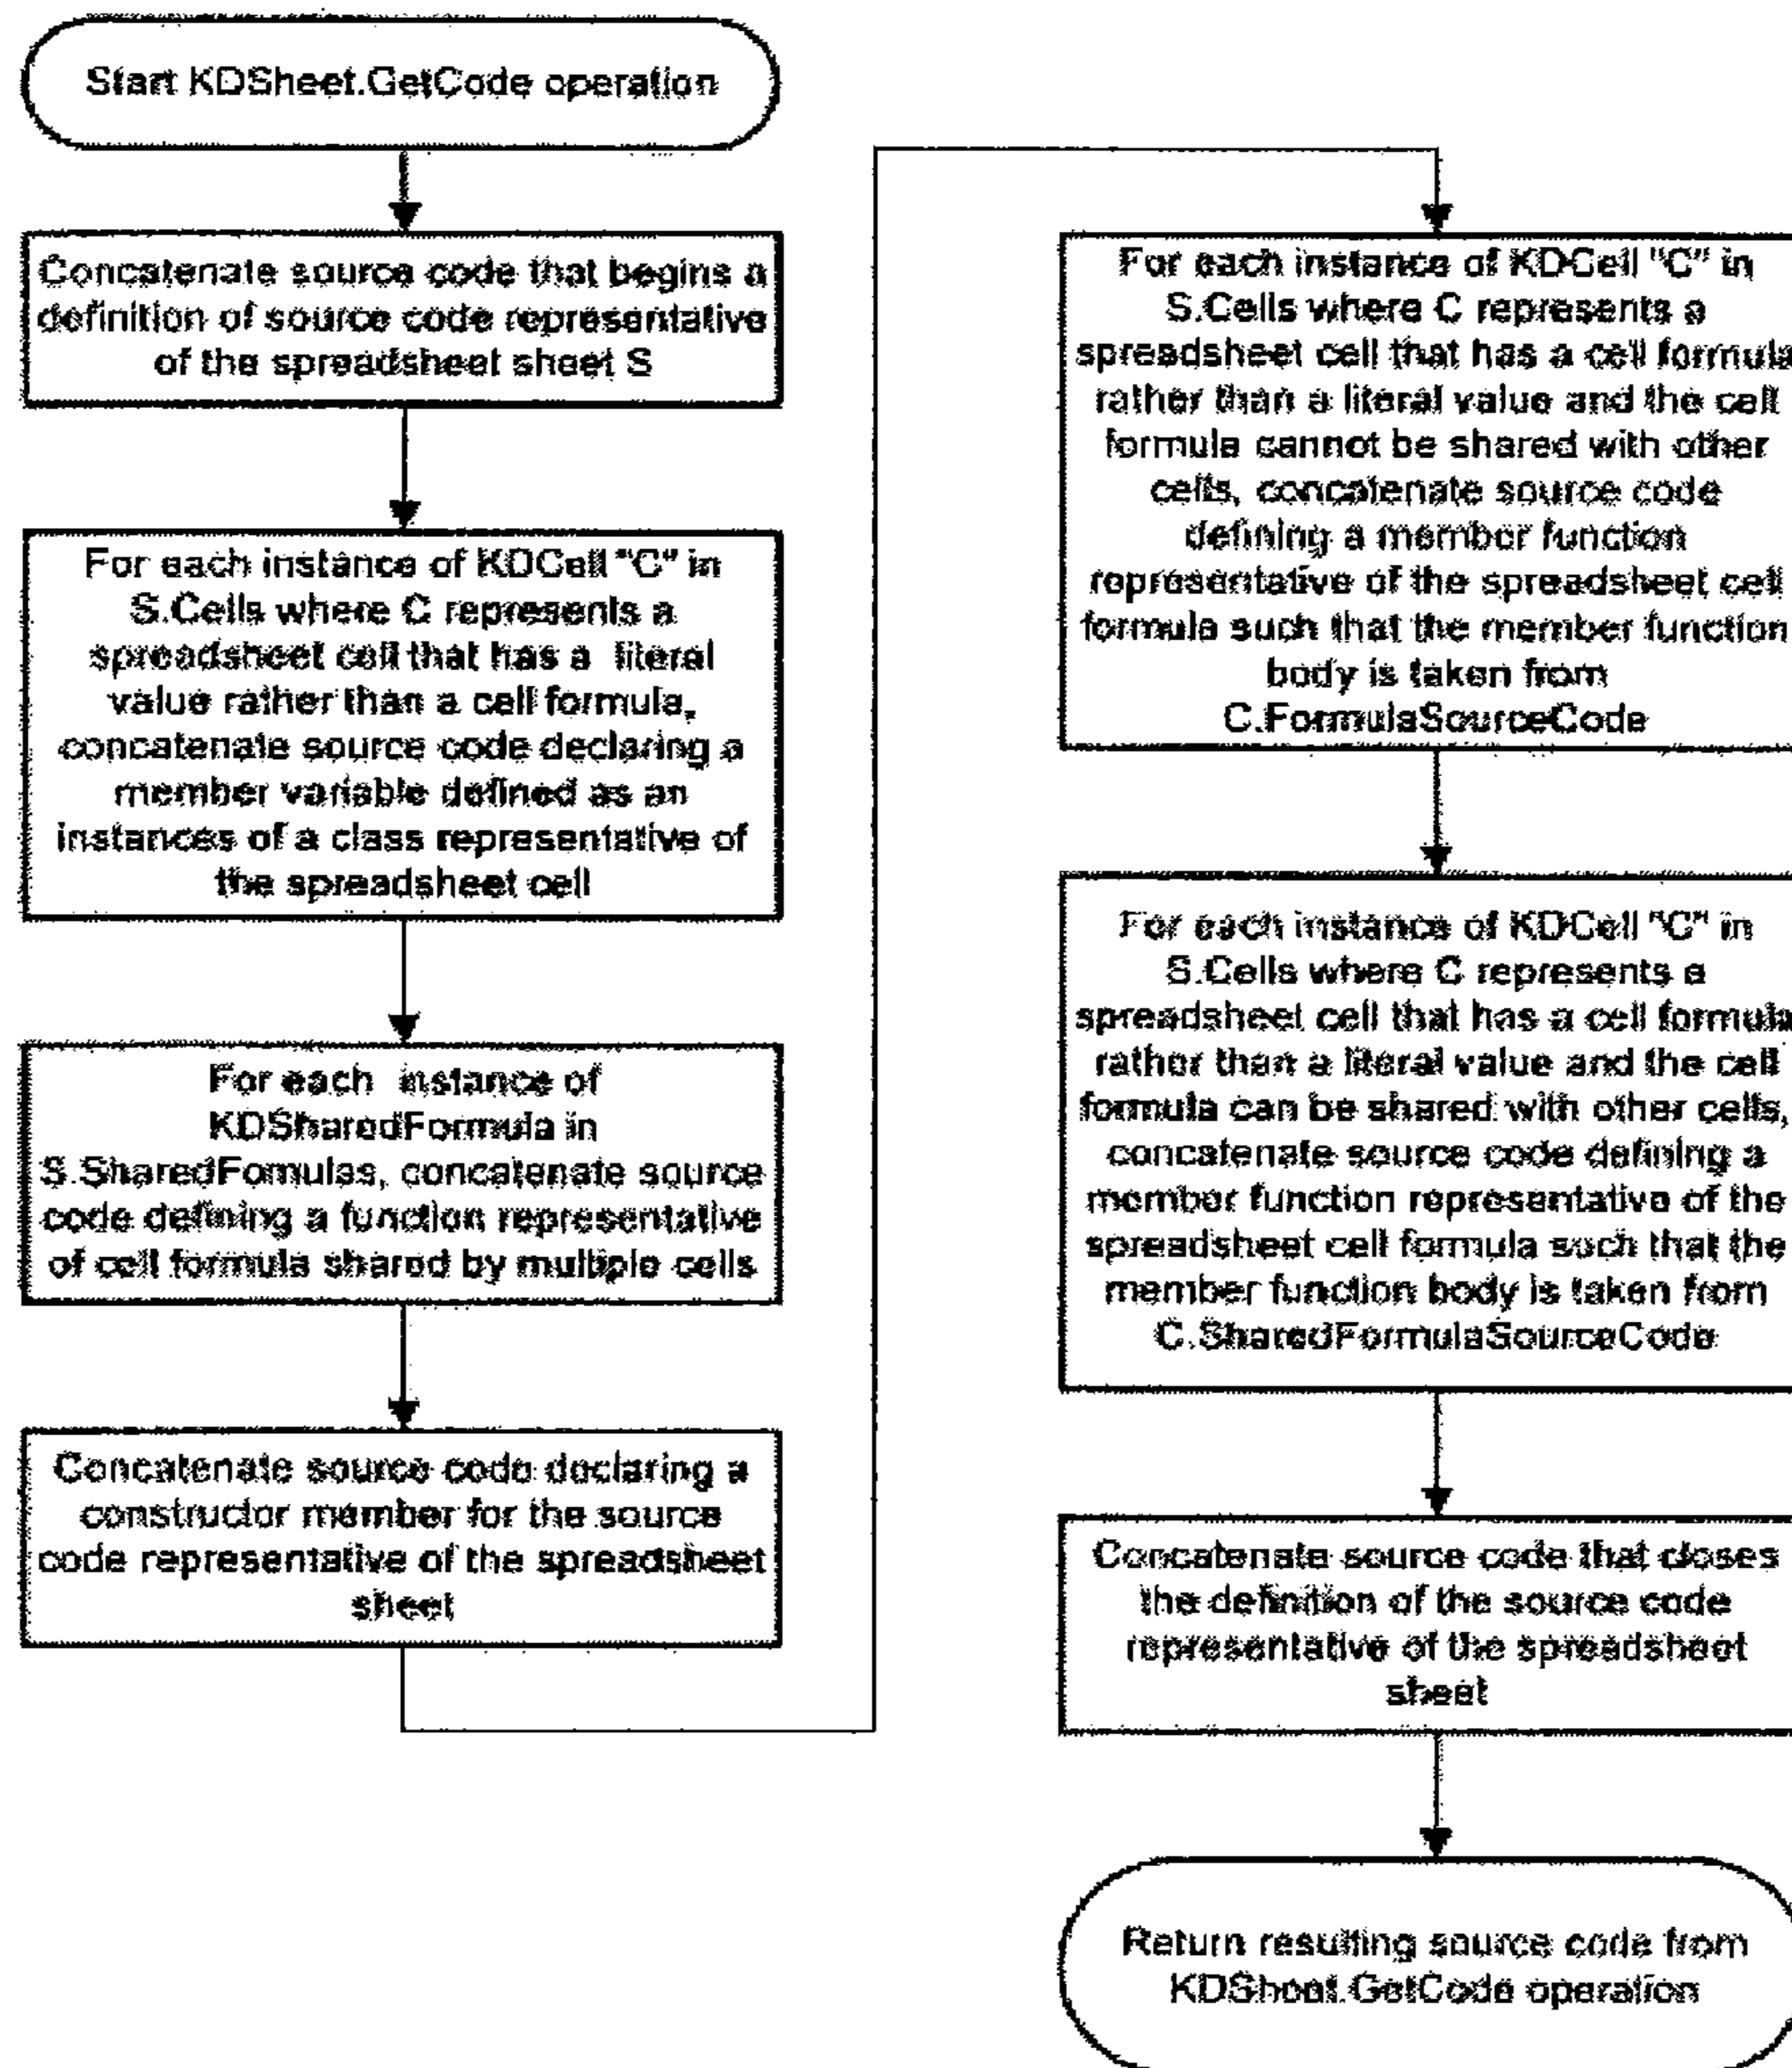 Start KDSheet.GetCode operation
Concatenate source code that begins a
definition of source code representative
of the spreadsheet sheet S
For each instance of KDCell "C" in
S.Cells where C represents a
spreadsheet cell that has a literal
value rather than a cell formula,
concatenate source code declaring a
member variable defined as an
instances of a class representative of
the spreadsheet cell
For each instance of
KDSharedFormula in
S.SharedFomulas, concatenate source
code defining a function representative
of cell formula shared by multiple cells
Concatenate source code declaring a
constructor member for the source
code representative of the spreadsheet
sheet
For each instance of KDCell "C" in
S.Cells where C represents a
spreadsheet cell that has a cell formula
rather than a literal value and the cell
formula cannot be shared with other
cells, concatenate source code
defining a member function
representative of the spreadsheet cell
formula such that the member function
body is taken from
C.FormulaSourceCode
For each instance of KDCell "C" in
S.Cells where C represents a
spreadsheet cell that has a cell formula
rather than a literal value and the cell
formula can be shared with other cells,
concatenate source code defining a
member function representative of the
spreadsheet cell formula such that the
member function body is taken from
C.SharedFormulaSourceCode
Concatenate source code that closes
the definition of the source code
representative of the spreadsheet
sheet
Return resulting source code from
KDSheet.GetCode operation